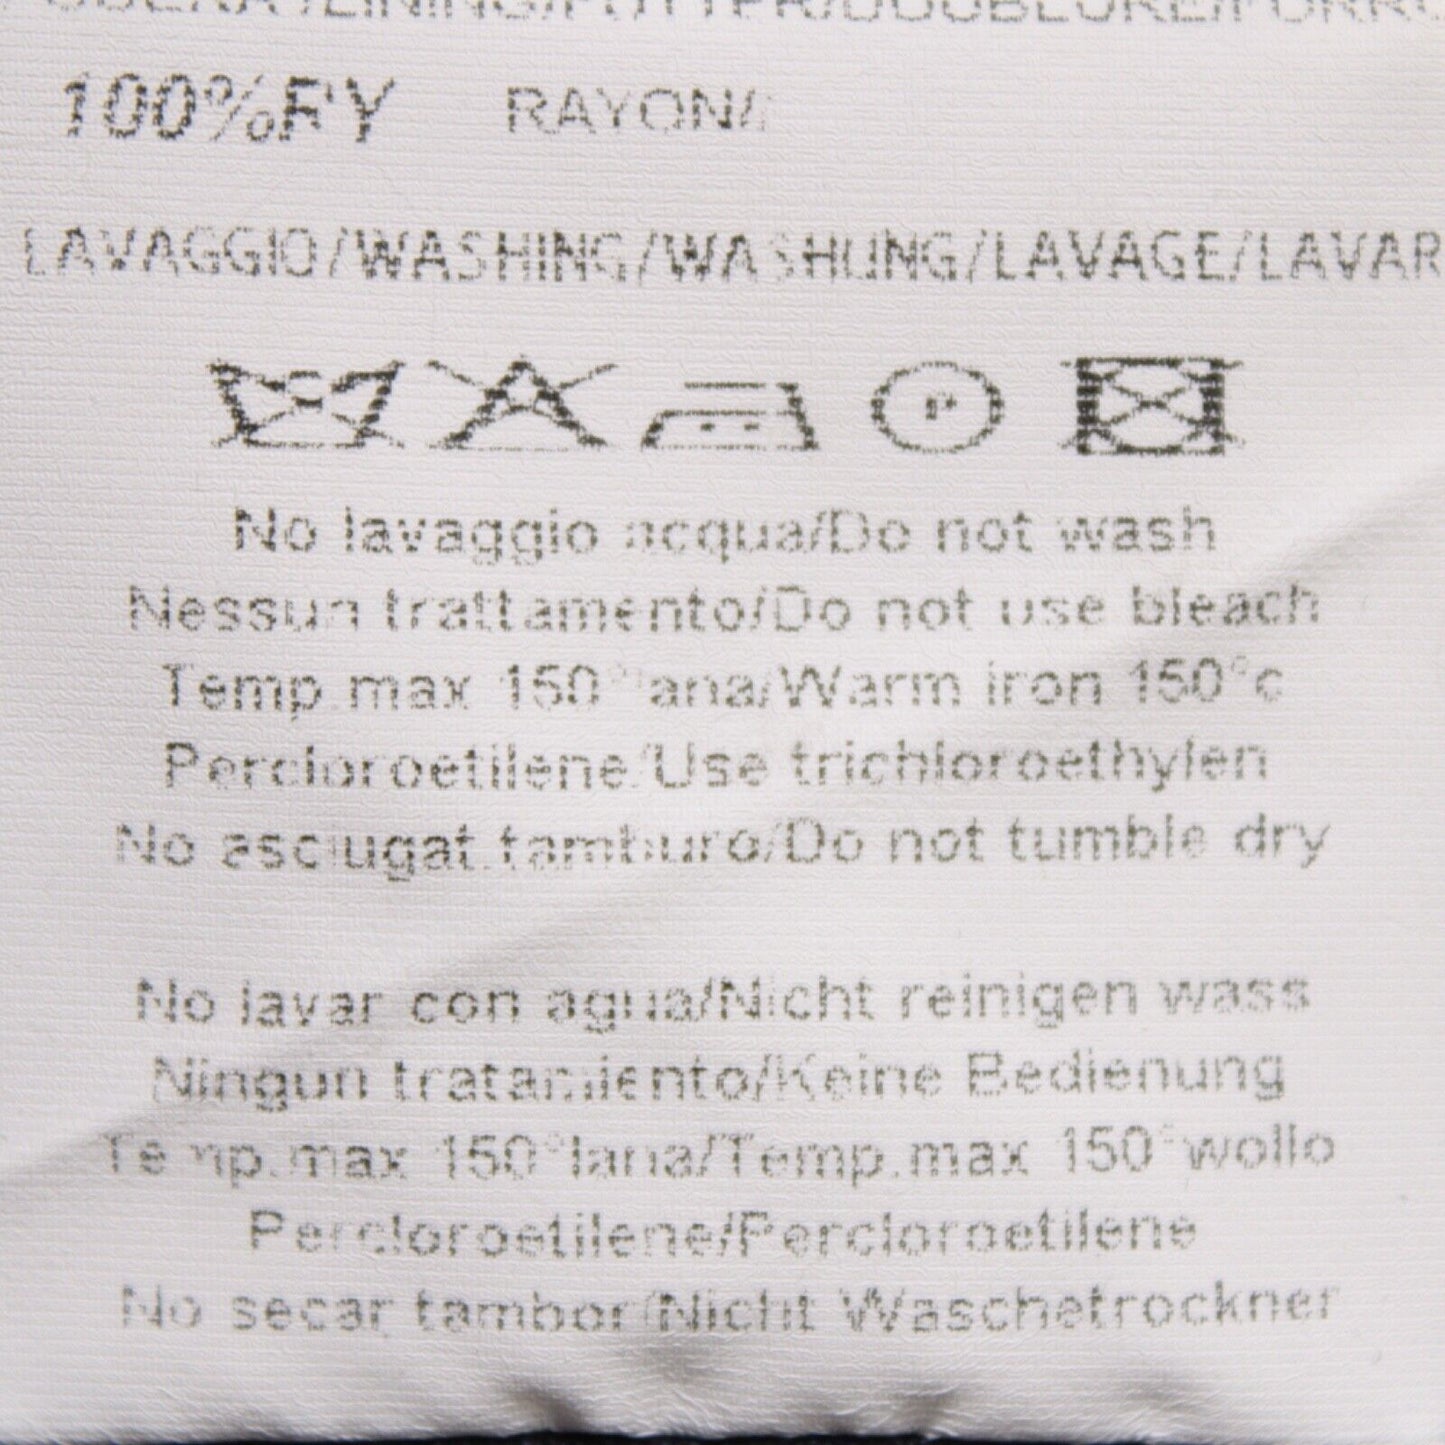 100%RY RAYON/
LAVAGGIO/WASHING/WASHUNG/LAVAGE/LAVAR
P
No lavaggio acqua/Do not wash
Nessun trattamento/Do not use bleach
Temp.max 150°lana/Warm iron 150°c
Percloroetilene/Use trichloroethylen
No asciugat.tamburo/Do not tumble dry
No lavar con agua/Nicht reinigen wass
Ningun tratamiento/Keine Bedienung
Temp.max 150°lana/Temp.max 150°wollo
Percloroetilene/Percloroetilene
No secar tambor/Nicht Waschetrockner